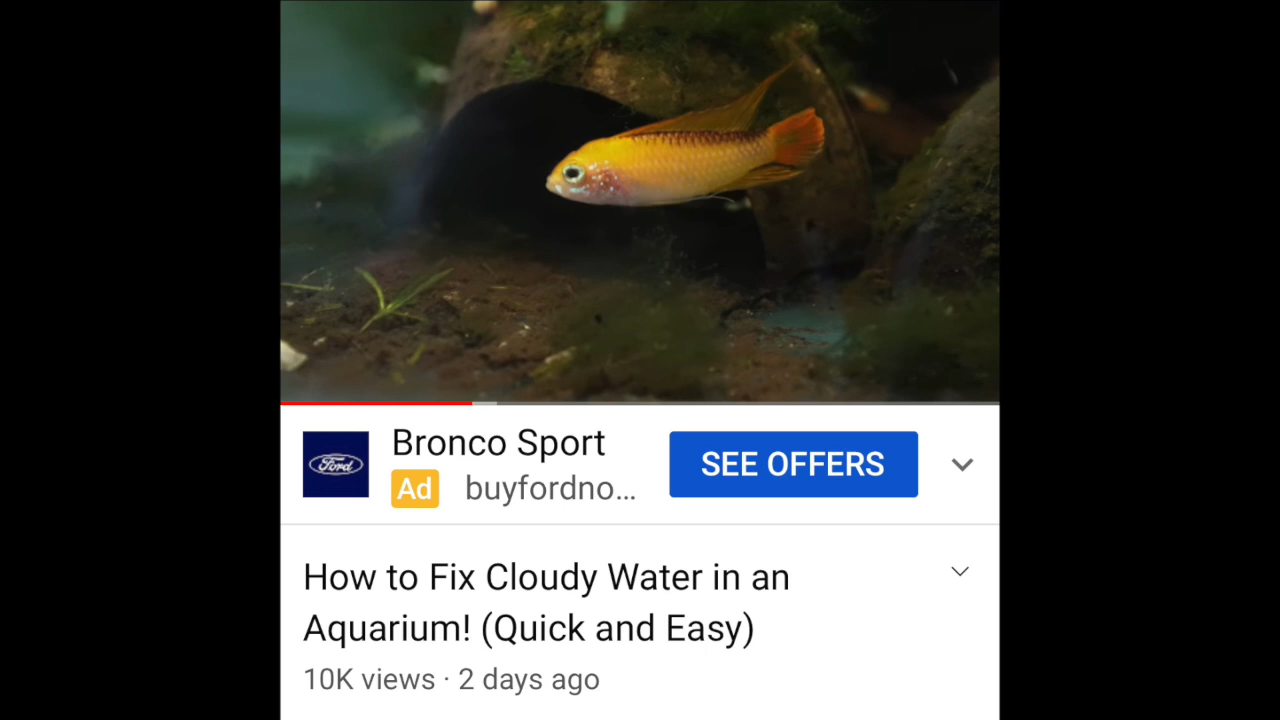 Ford
Bronco Sport
Ad buyfordno...
SEE OFFERS
How to Fix Cloudy Water in an
Aquarium! (Quick and Easy)
10K views · 2 days ago